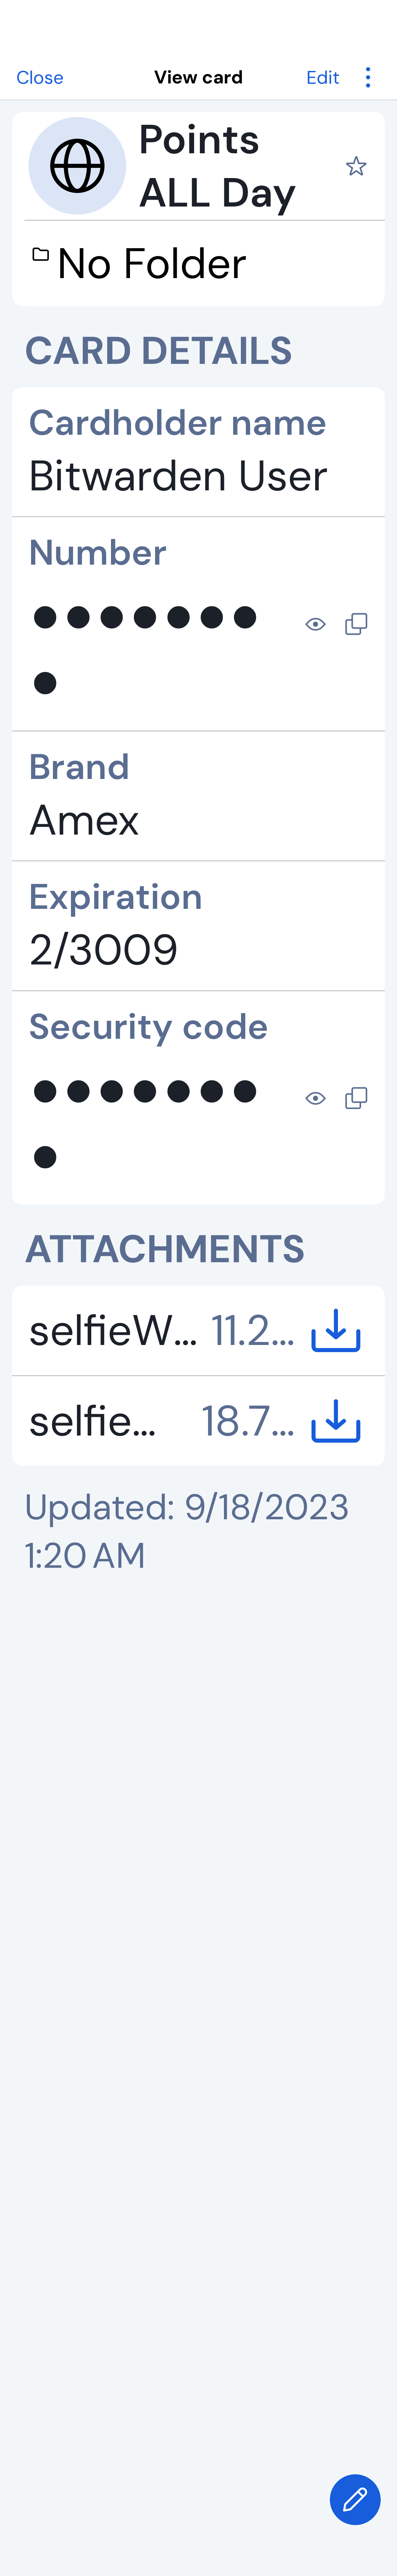 Close View card Edit
Points
ALL Day
No Folder
CARD DETAILS
Cardholder name
Bitwarden User
Number
●●●●●●●
●
Brand
Amex
Expiration
2/3009
Security code
●●●●●●●
●
ATTACHMENTS
selfieW... 11.2...
selfie... 18.7...
Updated: 9/18/2023
1:20 AM